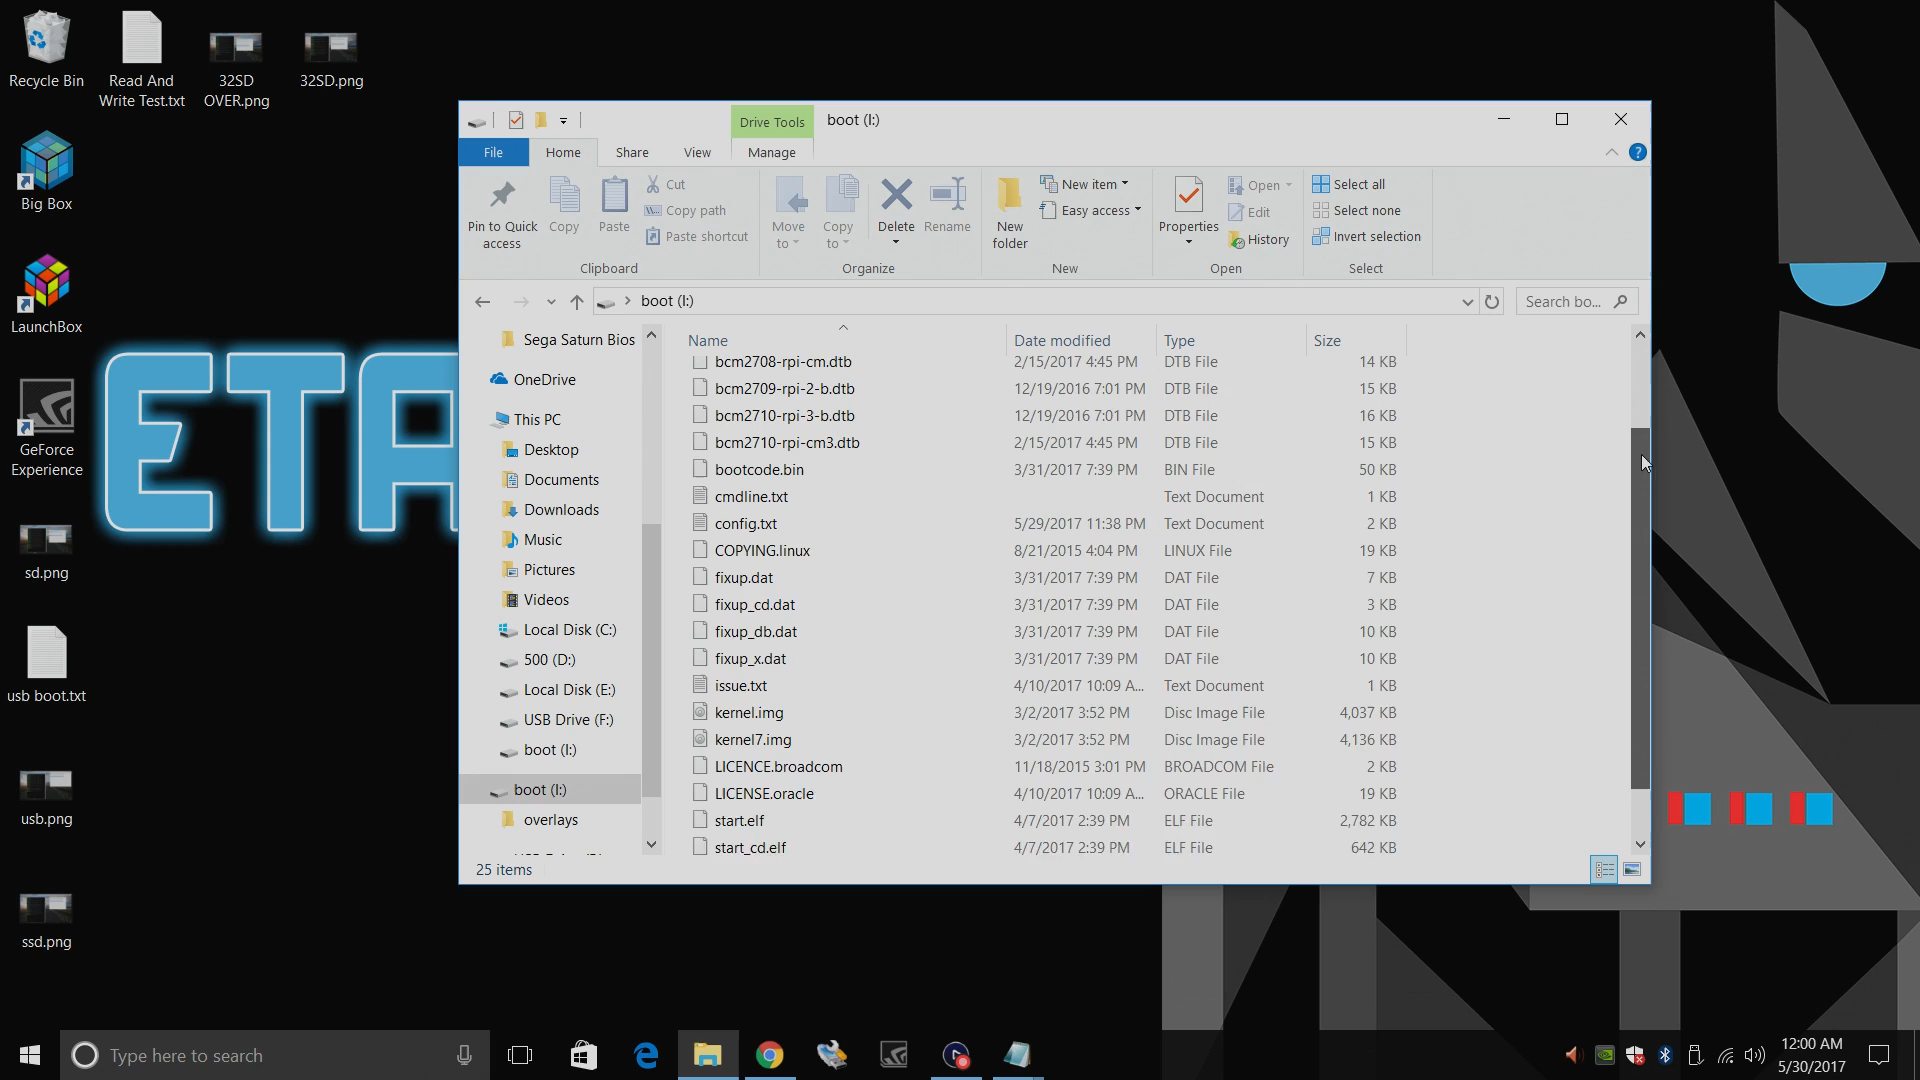 Recycle Bin
Read And
Write Test.txt
32SD
OVER.png
32SD.png
Big Box
LaunchBox
GeForce
Experience
sd.png
usb boot.txt
usb.png
ssd.png
ETA
Drive Tools
boot (I:)
File
Home
Share
View
Manage
Pin to Quick
access
Copy
Paste
Cut
Copy path
Paste shortcut
Clipboard
Move
to
Copy
to
Delete
Rename
Organize
New
folder
New item
Easy access
New
Properties
Open
Edit
History
Open
Select all
Select none
Invert selection
Select
boot (I:)
Search bo...
Sega Saturn Bios
OneDrive
This PC
Desktop
Documents
Downloads
Music
Pictures
Videos
Local Disk (C:)
500 (D:)
Local Disk (E:)
USB Drive (F:)
boot (I:)
boot (I:)
overlays
Name Date modified Type Size
bcm2708-rpi-cm.dtb 2/15/2017 4:45 PM DTB File 14 KB
bcm2709-rpi-2-b.dtb 12/19/2016 7:01 PM DTB File 15 KB
bcm2710-rpi-3-b.dtb 12/19/2016 7:01 PM DTB File 16 KB
bcm2710-rpi-cm3.dtb 2/15/2017 4:45 PM DTB File 15 KB
bootcode.bin 3/31/2017 7:39 PM BIN File 50 KB
cmdline.txt Text Document 1 KB
config.txt 5/29/2017 11:38 PM Text Document 2 KB
COPYING.linux 8/21/2015 4:04 PM LINUX File 19 KB
fixup.dat 3/31/2017 7:39 PM DAT File 7 KB
fixup_cd.dat 3/31/2017 7:39 PM DAT File 3 KB
fixup_db.dat 3/31/2017 7:39 PM DAT File 10 KB
fixup_x.dat 3/31/2017 7:39 PM DAT File 10 KB
issue.txt 4/10/2017 10:09 A... Text Document 1 KB
kernel.img 3/2/2017 3:52 PM Disc Image File 4,037 KB
kernel7.img 3/2/2017 3:52 PM Disc Image File 4,136 KB
LICENCE.broadcom 11/18/2015 3:01 PM BROADCOM File 2 KB
LICENSE.oracle 4/10/2017 10:09 A... ORACLE File 19 KB
start.elf 4/7/2017 2:39 PM ELF File 2,782 KB
start_cd.elf 4/7/2017 2:39 PM ELF File 642 KB
25 items
Type here to search
12:00 AM
5/30/2017